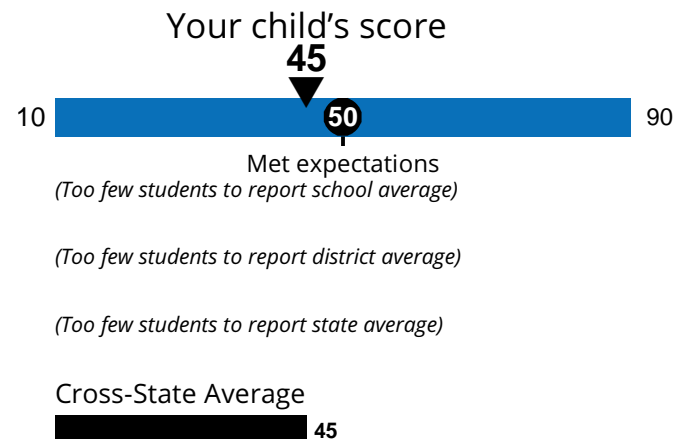 Your child’s score
45
10 50 90
Met expectations
(Too few students to report school average)
(Too few students to report district average)
(Too few students to report state average)
Cross-State Average
45